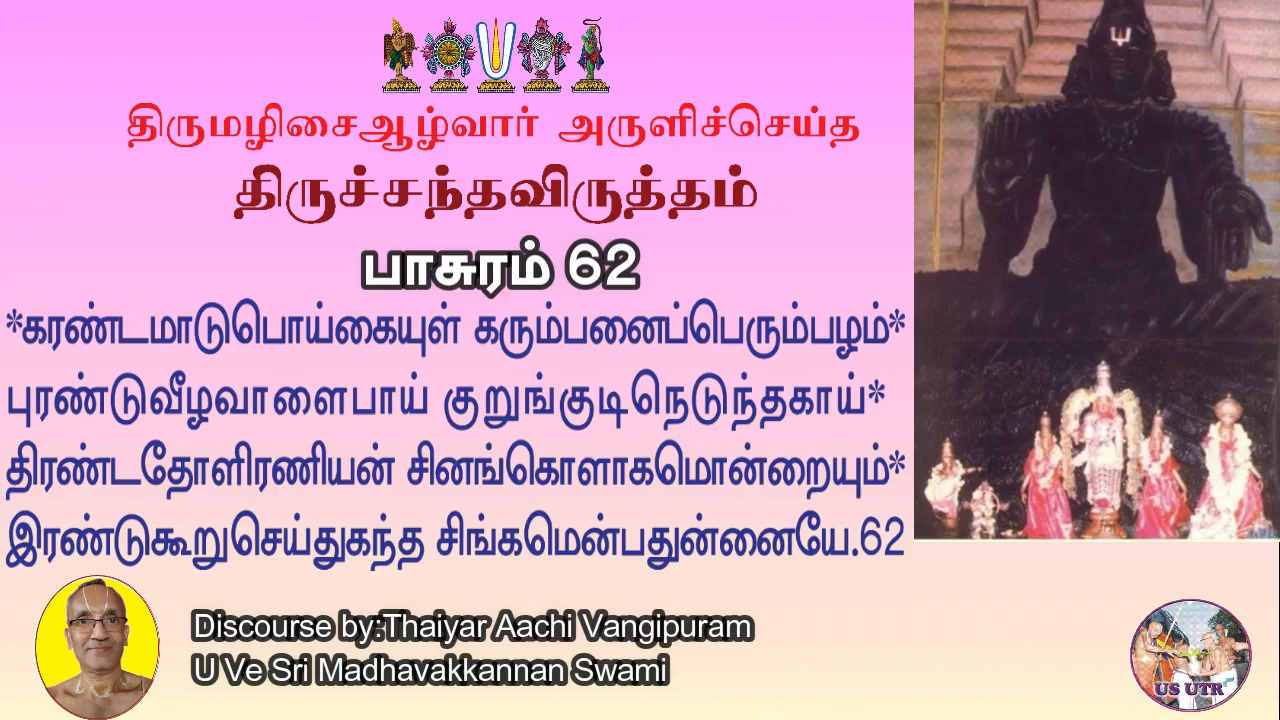 திருமழிசைஆழ்வார் அருளிச்செய்த
திருச்சந்தவிருத்தம்
பாசுரம் 62
*கரண்டமாடுபொய்கையுள் கரும்பனைப்பெரும்பழம்*
புரண்டுவீழவாளைபாய் குறுங்குடிநெடுந்தகாய்*
திரண்டதோளிரணியன் சினங்கொளாகமொன்றையும்*
இரண்டுகூறுசெய்துகந்த சிங்கமென்பதுன்னையே.62
Discourse by:Thaiyar Aachi Vangipuram
U Ve Sri Madhavakkannan Swami
US UTR